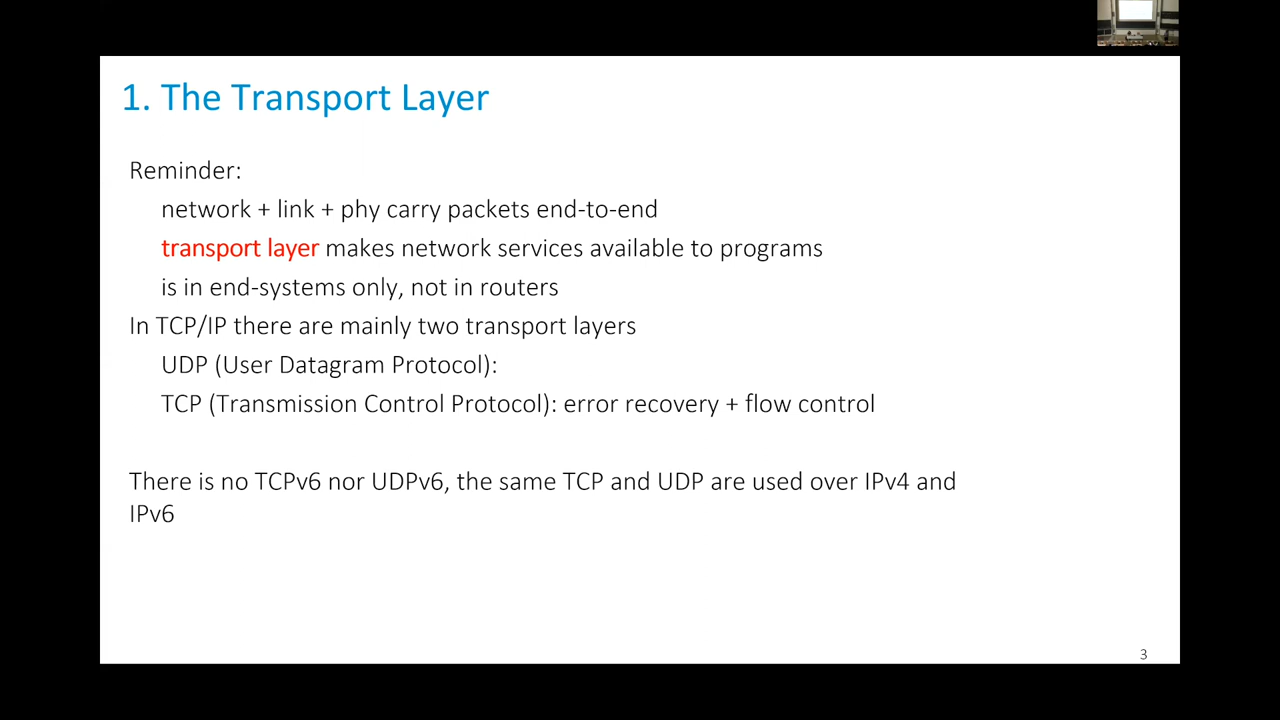 1. The Transport Layer
Reminder:
network + link + phy carry packets end-to-end
transport layer makes network services available to programs
is in end-systems only, not in routers
In TCP/IP there are mainly two transport layers
UDP (User Datagram Protocol):
TCP (Transmission Control Protocol): error recovery + flow control
There is no TCPv6 nor UDPv6, the same TCP and UDP are used over IPv4 and
IPv6
3